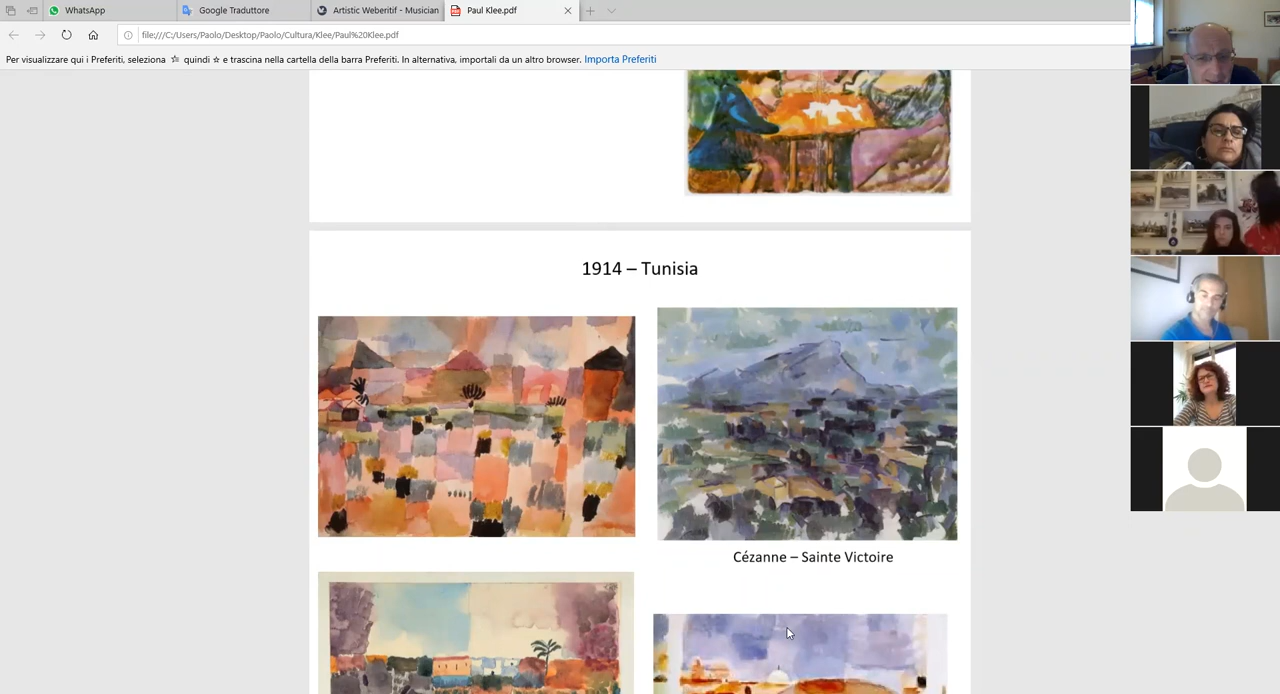 WhatsApp
Google Traduttore
Artistic Weberitif - Musician
Paul Klee.pdf
file:///C:/Users/Paolo/Desktop/Paolo/Cultura/Klee/Paul%20Klee.pdf
Per visualizzare qui i Preferiti, seleziona quindi e trascina nella cartella della barra Preferiti. In alternativa, importali da un altro browser. Importa Preferiti
1914 – Tunisia
Cézanne – Sainte Victoire